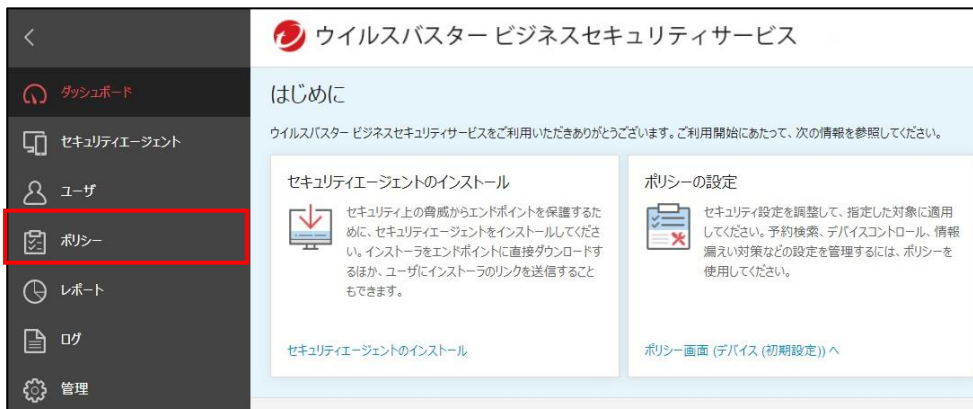 ウイルスバスター ビジネスセキュリティサービス
ダッシュボード
セキュリティエージェント
ユーザ
ポリシー
レポート
ログ
管理
はじめに
ウイルスバスター ビジネスセキュリティサービスをご利用いただきありがとうございます。ご利用開始にあたって、次の情報を参照してください。
セキュリティエージェントのインストール
セキュリティ上の脅威からエンドポイントを保護するた
めに、セキュリティエージェントをインストールしてくださ
い。インストーラをエンドポイントに直接ダウンロードす
るほか、ユーザにインストーラのリンクを送信すること
もできます。
セキュリティエージェントのインストール
ポリシーの設定
セキュリティ設定を調整して、指定した対象に適用
してください。予約検索、デバイスコントロール、情報
漏えい対策などの設定を管理するには、ポリシーを
使用してください。
ポリシー画面 (デバイス (初期設定)) へ